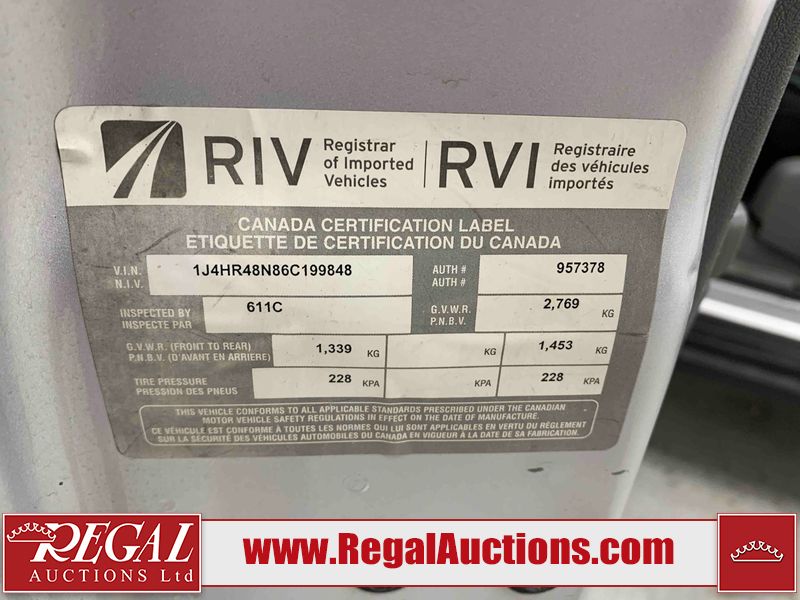 RIV Registrar of Imported Vehicles | RVI Registraire des véhicules importés
CANADA CERTIFICATION LABEL
ETIQUETTE DE CERTIFICATION DU CANADA
V.I.N. N.I.V. 1J4HR48N86C199848 AUTH # AUTH # 957378
INSPECTED BY INSPECTE PAR 611C G.V.W.R. P.N.B.V. 2,769 KG
G.V.W.R. (FRONT TO REAR) P.N.B.V. (D'AVANT EN ARRIERE) 1,339 KG KG 1,453 KG
TIRE PRESSURE PRESSION DES PNEUS 228 KPA KPA 228 KPA
THIS VEHICLE CONFORMS TO ALL APPLICABLE STANDARDS PRESCRIBED UNDER THE CANADIAN
MOTOR VEHICLE SAFETY REGULATIONS IN EFFECT ON THE DATE OF MANUFACTURE.
CE VÉHICULE EST CONFORME À TOUTES LES NORMES QUI LUI SONT APPLICABLES EN VERTU DU RÉGLEMENT
SUR LA SÉCURITÉ DES VÉHICULES AUTOMOBILES DU CANADA EN VIGUEUR À LA DATE DE SA FABRICATION.
REGAL
AUCTIONS Ltd
www.RegalAuctions.com